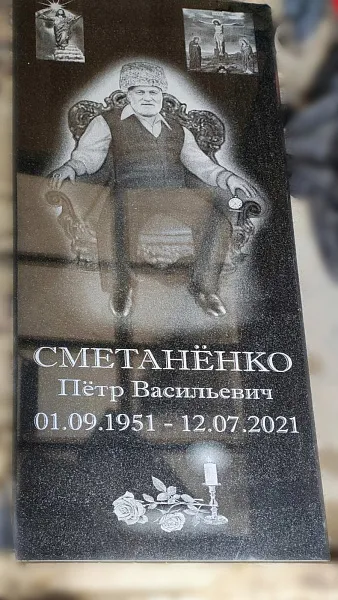 СМЕТАНЁНКО
Пётр Васильевич
01.09.1951 - 12.07.2021